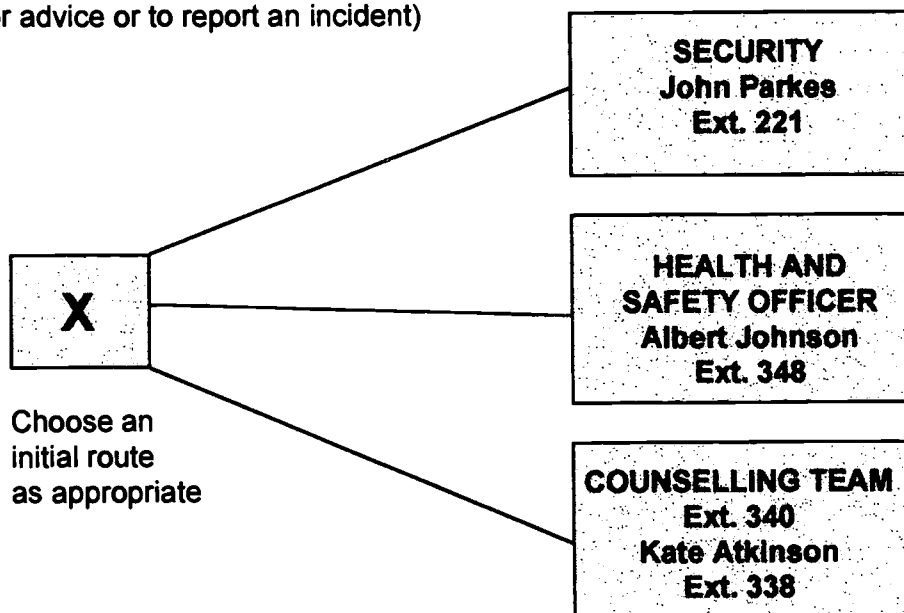 r advice or to report an incident)
SECURITY
John Parkes
Ext. 221
X
HEALTH AND
SAFETY OFFICER
Albert Johnson
Ext. 348
Choose an
initial route
as appropriate
COUNSELLING TEAM
Ext. 340
Kate Atkinson
Ext. 338